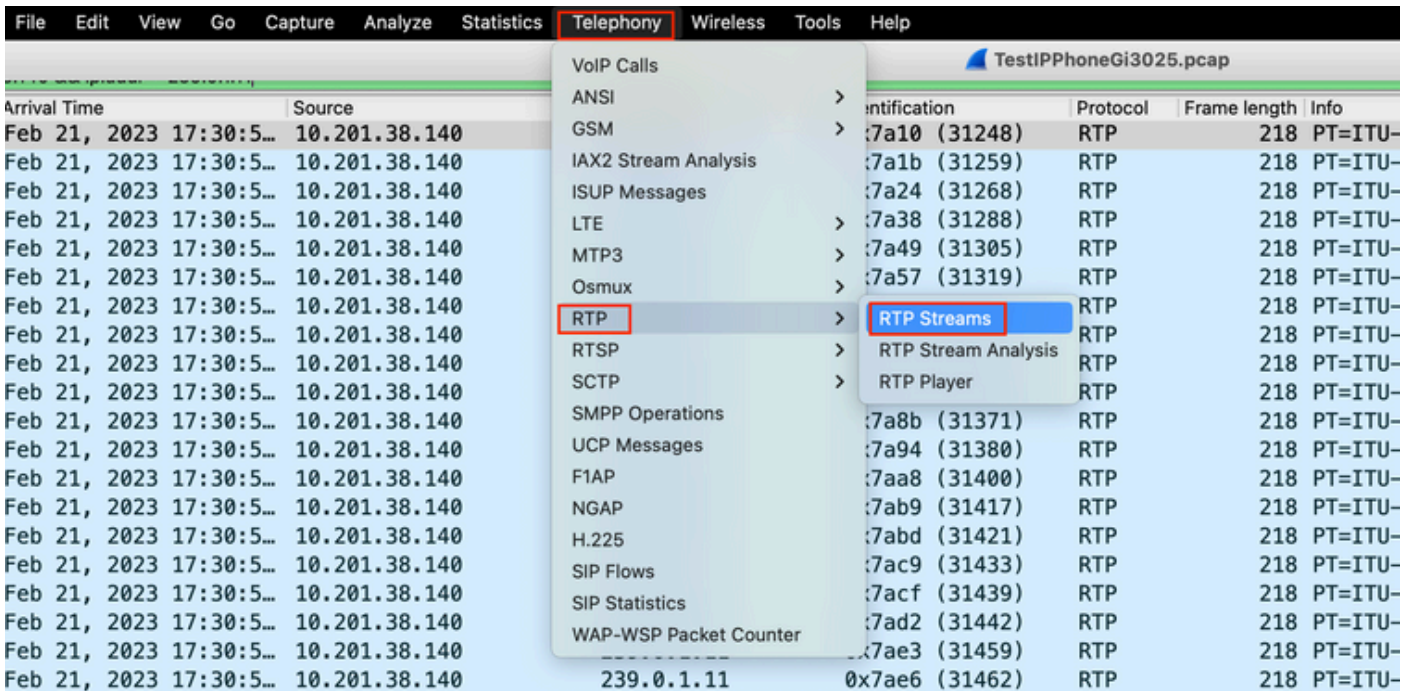 File Edit View Go Capture Analyze Statistics Telephony Wireless Tools Help
TestIPPhoneGi3025.pcap
VoIP Calls
ANSI
GSM
IAX2 Stream Analysis
ISUP Messages
LTE
MTP3
Osmux
RTP
RTSP
SCTP
SMPP Operations
UCP Messages
F1AP
NGAP
H.225
SIP Flows
SIP Statistics
WAP-WSP Packet Counter
RTP Streams
RTP Stream Analysis
RTP Player
Arrival Time Source entification Protocol Frame length Info
Feb 21, 2023 17:30:5… 10.201.38.140 :7a10 (31248) RTP 218 PT=ITU-
Feb 21, 2023 17:30:5… 10.201.38.140 :7a1b (31259) RTP 218 PT=ITU-
Feb 21, 2023 17:30:5… 10.201.38.140 :7a24 (31268) RTP 218 PT=ITU-
Feb 21, 2023 17:30:5… 10.201.38.140 :7a38 (31288) RTP 218 PT=ITU-
Feb 21, 2023 17:30:5… 10.201.38.140 :7a49 (31305) RTP 218 PT=ITU-
Feb 21, 2023 17:30:5… 10.201.38.140 :7a57 (31319) RTP 218 PT=ITU-
Feb 21, 2023 17:30:5… 10.201.38.140 RTP 218 PT=ITU-
Feb 21, 2023 17:30:5… 10.201.38.140 RTP 218 PT=ITU-
Feb 21, 2023 17:30:5… 10.201.38.140 RTP 218 PT=ITU-
Feb 21, 2023 17:30:5… 10.201.38.140 RTP 218 PT=ITU-
Feb 21, 2023 17:30:5… 10.201.38.140 :7a8b (31371) RTP 218 PT=ITU-
Feb 21, 2023 17:30:5… 10.201.38.140 :7a94 (31380) RTP 218 PT=ITU-
Feb 21, 2023 17:30:5… 10.201.38.140 :7aa8 (31400) RTP 218 PT=ITU-
Feb 21, 2023 17:30:5… 10.201.38.140 :7ab9 (31417) RTP 218 PT=ITU-
Feb 21, 2023 17:30:5… 10.201.38.140 :7abd (31421) RTP 218 PT=ITU-
Feb 21, 2023 17:30:5… 10.201.38.140 :7ac9 (31433) RTP 218 PT=ITU-
Feb 21, 2023 17:30:5… 10.201.38.140 :7acf (31439) RTP 218 PT=ITU-
Feb 21, 2023 17:30:5… 10.201.38.140 :7ad2 (31442) RTP 218 PT=ITU-
Feb 21, 2023 17:30:5… 10.201.38.140 :7ae3 (31459) RTP 218 PT=ITU-
Feb 21, 2023 17:30:5… 10.201.38.140 239.0.1.11 0x7ae6 (31462) RTP 218 PT=ITU-